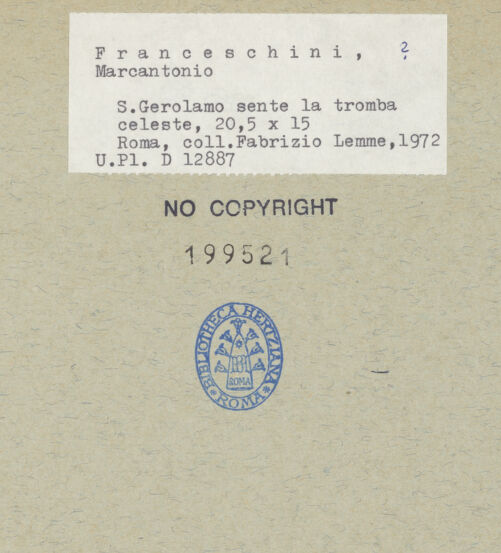 Franceschini, ?
Marcantonio
S.Gerolamo sente la tromba
celeste, 20,5 x 15
Roma, coll.Fabrizio Lemme,1972
U.Pl. D 12887
NO COPYRIGHT
199521
BIBLIOTHECA HERTZIANA
BH
ROMA
* ROMA *